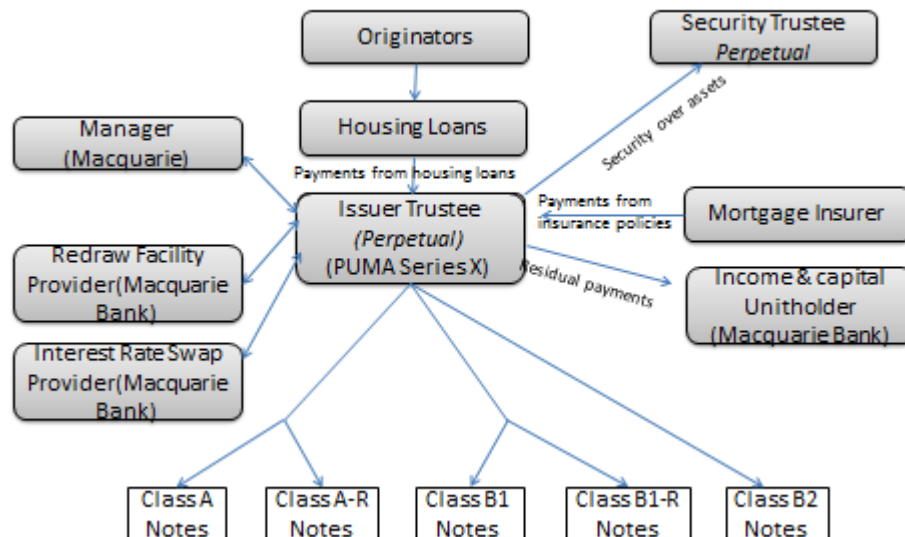 Originators
Security Trustee
Perpetual
Housing Loans
Security over assets
Manager
(Macquarie)
Payments from housing loans
Issuer Trustee
(Perpetual)
(PUMA Series X)
Payments from
insurance policies
Mortgage Insurer
Redraw Facility
Provider(Macquarie
Bank)
Residual payments
Income & capital
Unitholder
(Macquarie Bank)
Interest Rate Swap
Provider(Macquarie
Bank)
Class A
Notes
Class A-R
Notes
Class B1
Notes
Class B1-R
Notes
Class B2
Notes